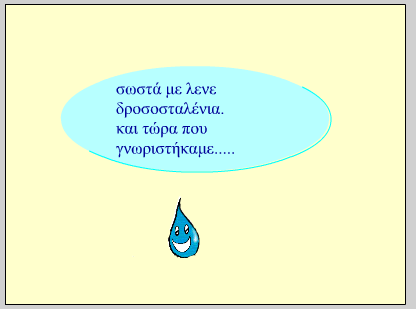 σωστά με λενε
δροσοσταλένια.
και τώρα που
γνωριστήκαμε.....